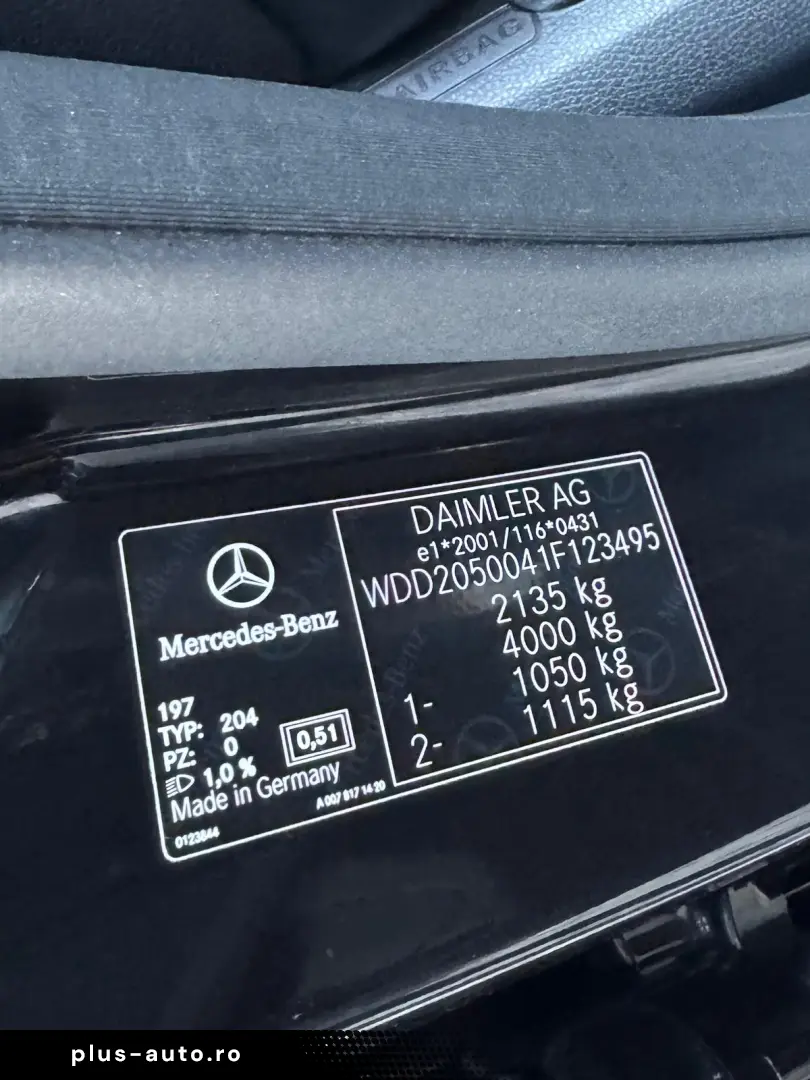 AIRBAG
DAIMLER AG
e1*2001/116*0431
WDD2050041F123495
2135 kg
4000 kg
1- 1050 kg
2- 1115 kg
Mercedes-Benz
197
TYP: 204
PZ: 0
0,51
1,0 %
Made in Germany
A 007 817 14 20
0123844
plus-auto.ro